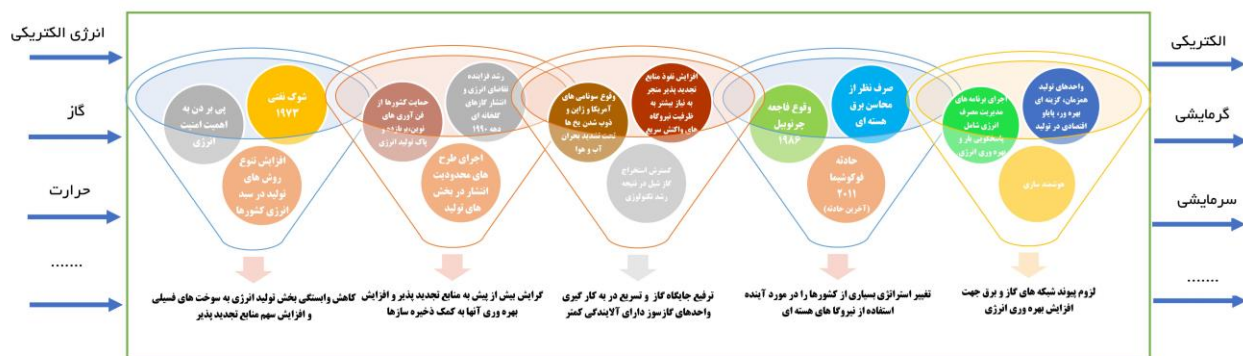 انرژی الکتریکی
گاز
حرارت
.......
پی بر دن به
اهمیت امنیت
انرژی
شوک نفتی
۱۹۷۳
افزایش تنوع
روش های
تولید در سبد
انرژی کشورها
کاهش وابستگی بخش تولید انرژی به سوخت های فسیلی
و افزایش سهم منابع تجدید پذیر
حمایت کشورها از
فن آوری های
نوین، پربازده و
پاک تولید انرژی
رشد فزاینده
تقاضای انرژی و
انتشار گازهای
گلخانه ای
دهه ۱۹۹۰
اجرای طرح
های محدودیت
انتشار در بخش
های تولید
گرایش بیش از پیش به منابع تجدید پذیر و افزایش
بهره وری آنها به کمک ذخیره سازها
وقوع سونامی های
آمریکا و ژاپن و
ذوب شدن یخ ها
تحت تشدید بحران
آب و هوا
افزایش نفوذ منابع
تجدید پذیر منجر
به نیاز بیشتر به
ظرفیت نیروگاه
های واکنش سریع
گسترش استخراج
گاز شیل در نتیجه
رشد تکنولوژی
ترفیع جایگاه گاز و تسریع در به کار گیری
واحدهای گازسوز دارای آلایندگی کمتر
وقوع فاجعه
چرنوبیل
۱۹۸۶
صرف نظر از
محاسن برق
هسته ای
حادثه
فوکوشیما
۲۰۱۱
(آخرین حادثه)
تغییر استراتژی بسیاری از کشورها را در مورد آینده
استفاده از نیروگا های هسته ای
اجرای برنامه های
مدیریت مصرف
انرژی شامل
پاسخگویی بار و
بهره وری انرژی
واحدهای تولید
همزمان، گزینه ای
بهره ور، پایاو
اقتصادی در تولید
هوشمند سازی
لزوم پیوند شبکه های گاز و برق جهت
افزایش بهره وری انرژی
الکتریکی
گرمایشی
سرمایشی
.......